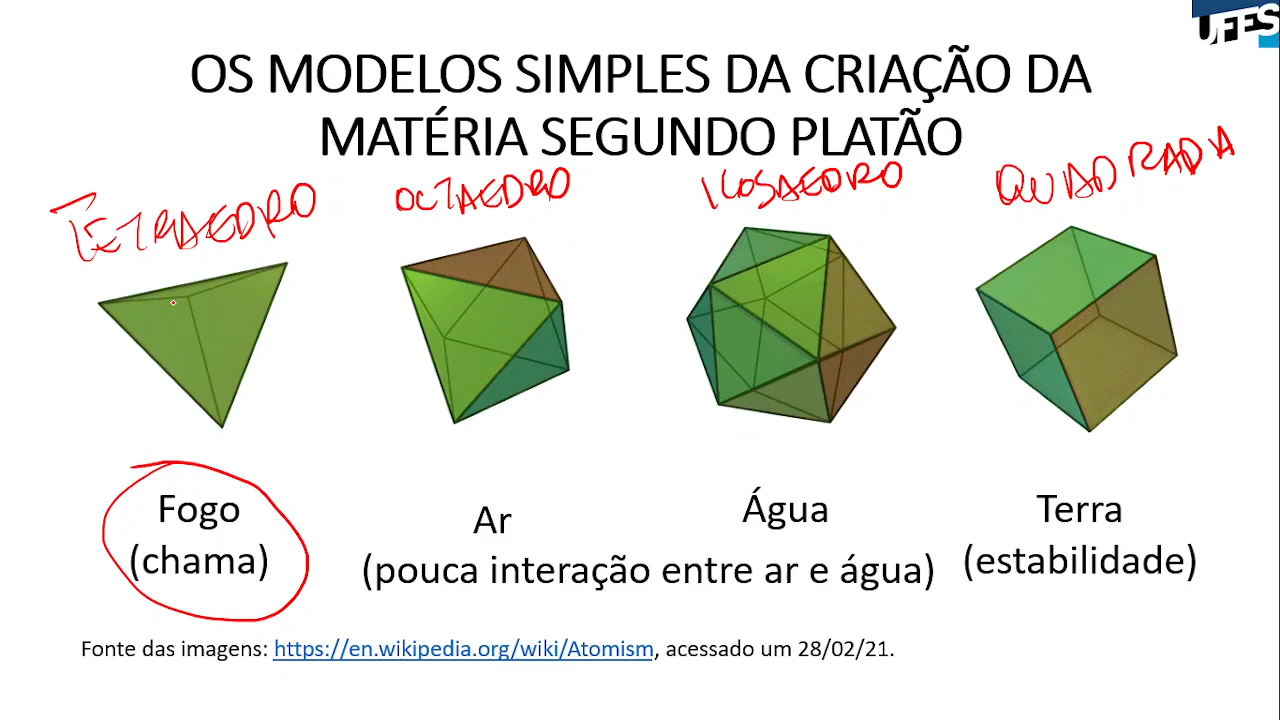 UFES
OS MODELOS SIMPLES DA CRIAÇÃO DA
MATÉRIA SEGUNDO PLATÃO
TETRAEDRO
OCTAEDRO
ICOSAEDRO
QUADRADA
Fogo
(chama)
Ar
(pouca interação entre ar e água)
Água
Terra
(estabilidade)
Fonte das imagens: https://en.wikipedia.org/wiki/Atomism, acessado um 28/02/21.